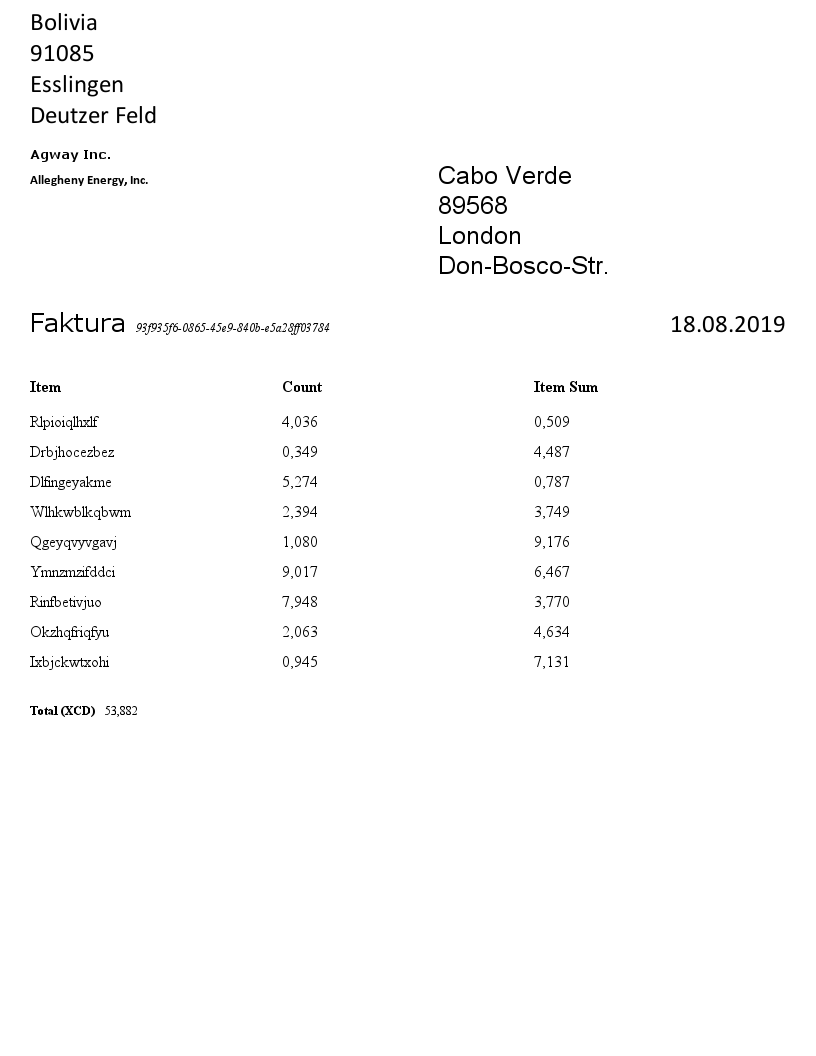 Bolivia
91085
Esslingen
Deutzer Feld
Agway Inc.
Allegheny Energy, Inc.
Cabo Verde
89568
London
Don-Bosco-Str.
Faktura 93f935f6-0865-45e9-840b-e5a28ff03784 18.08.2019
Item Count Item Sum
Rlpioiqlhxlf 4,036 0,509
Drbjhocezbez 0,349 4,487
Dlfingeyakme 5,274 0,787
Wlhkwblkqbwm 2,394 3,749
Qgeyqvyvgavj 1,080 9,176
Ymnzmzifddci 9,017 6,467
Rinfbetivjuo 7,948 3,770
Okzhqfriqfyu 2,063 4,634
Ixbjckwtxohi 0,945 7,131
Total (XCD) 53,882